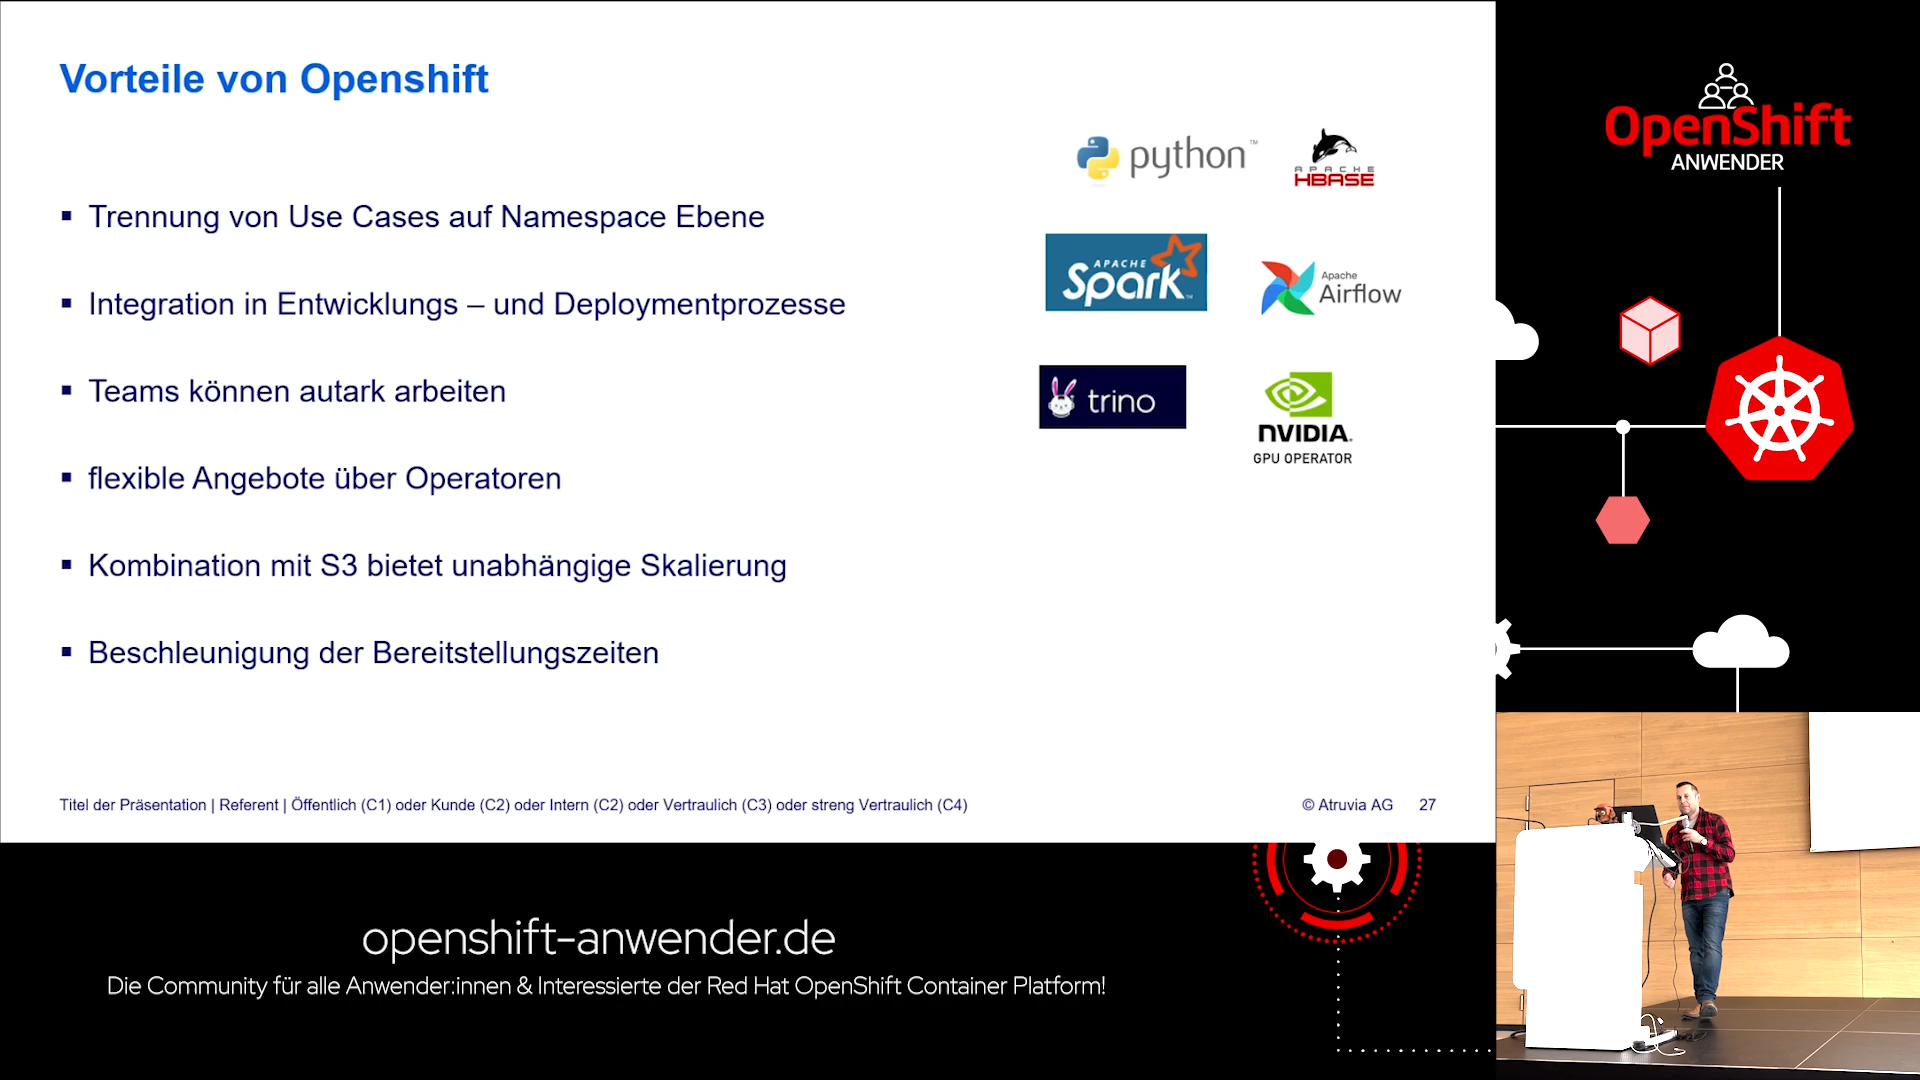 Vorteile von Openshift
▪ Trennung von Use Cases auf Namespace Ebene
▪ Integration in Entwicklungs – und Deploymentprozesse
▪ Teams können autark arbeiten
▪ flexible Angebote über Operatoren
▪ Kombination mit S3 bietet unabhängige Skalierung
▪ Beschleunigung der Bereitstellungszeiten
python™
APACHE
HBASE
APACHE
Spark™
Apache
Airflow
trino
NVIDIA.
GPU OPERATOR
Titel der Präsentation | Referent | Öffentlich (C1) oder Kunde (C2) oder Intern (C2) oder Vertraulich (C3) oder streng Vertraulich (C4)
© Atruvia AG 27
OpenShift
ANWENDER
openshift-anwender.de
Die Community für alle Anwender:innen & Interessierte der Red Hat OpenShift Container Platform!